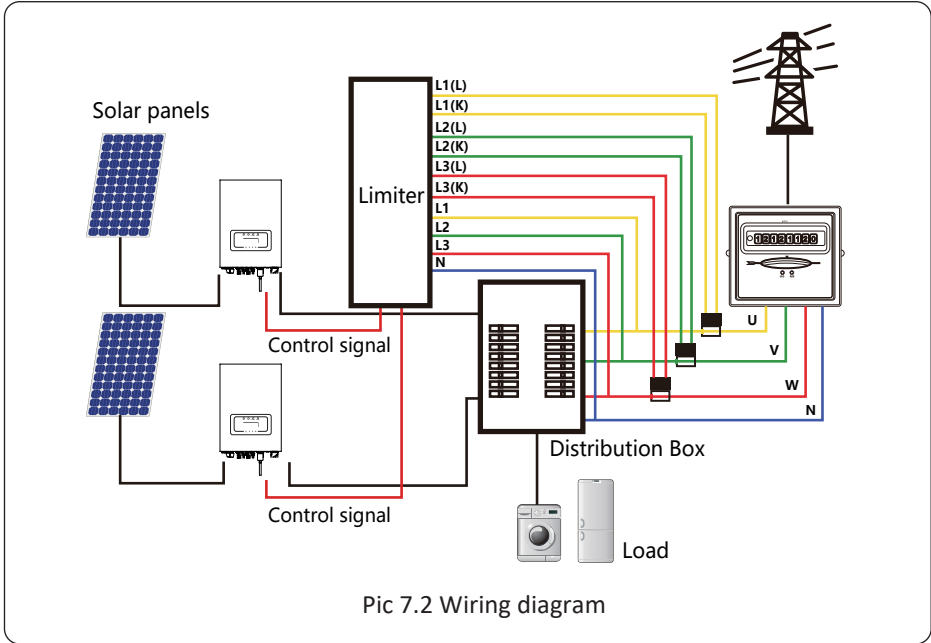 Solar panels
Limiter
L1(L)
L1(K)
L2(L)
L2(K)
L3(L)
L3(K)
L1
L2
L3
N
12121120
U
V
W
N
Control signal
Control signal
Distribution Box
Load
Pic 7.2 Wiring diagram